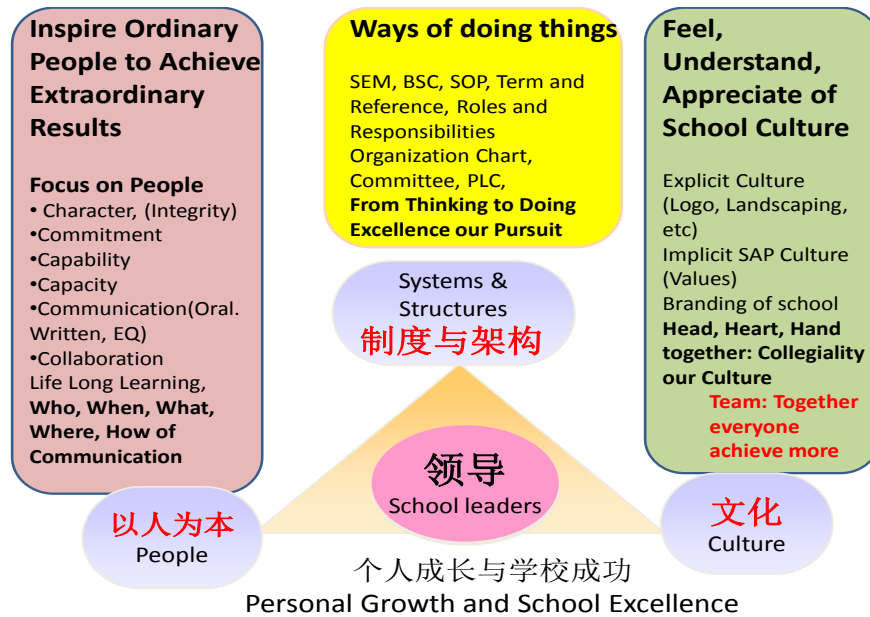 Inspire Ordinary
People to Achieve
Extraordinary
Results
Focus on People
• Character, (Integrity)
•Commitment
•Capability
•Capacity
•Communication(Oral.
Written, EQ)
•Collaboration
Life Long Learning,
Who, When, What,
Where, How of
Communication
以人为本
People
Ways of doing things
SEM, BSC, SOP, Term and
Reference, Roles and
Responsibilities
Organization Chart,
Committee, PLC,
From Thinking to Doing
Excellence our Pursuit
Systems &
Structures
制度与架构
领导
School leaders
Feel,
Understand,
Appreciate of
School Culture
Explicit Culture
(Logo, Landscaping,
etc)
Implicit SAP Culture
(Values)
Branding of school
Head, Heart, Hand
together: Collegiality
our Culture
Team: Together
everyone
achieve more
文化
Culture
个人成长与学校成功
Personal Growth and School Excellence